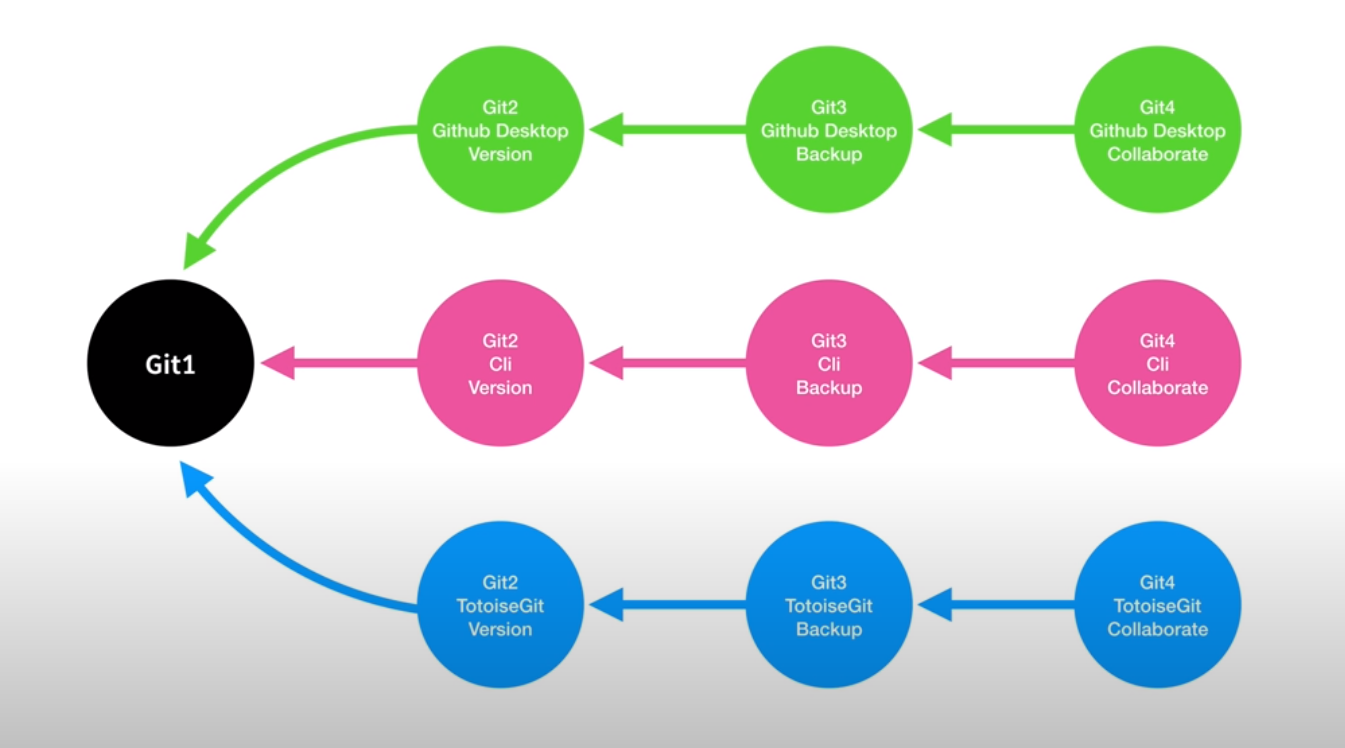 Git2
Github Desktop
Version
Git3
Github Desktop
Backup
Git4
Github Desktop
Collaborate
Git1
Git2
Cli
Version
Git3
Cli
Backup
Git4
Cli
Collaborate
Git2
TotoiseGit
Version
Git3
TotoiseGit
Backup
Git4
TotoiseGit
Collaborate